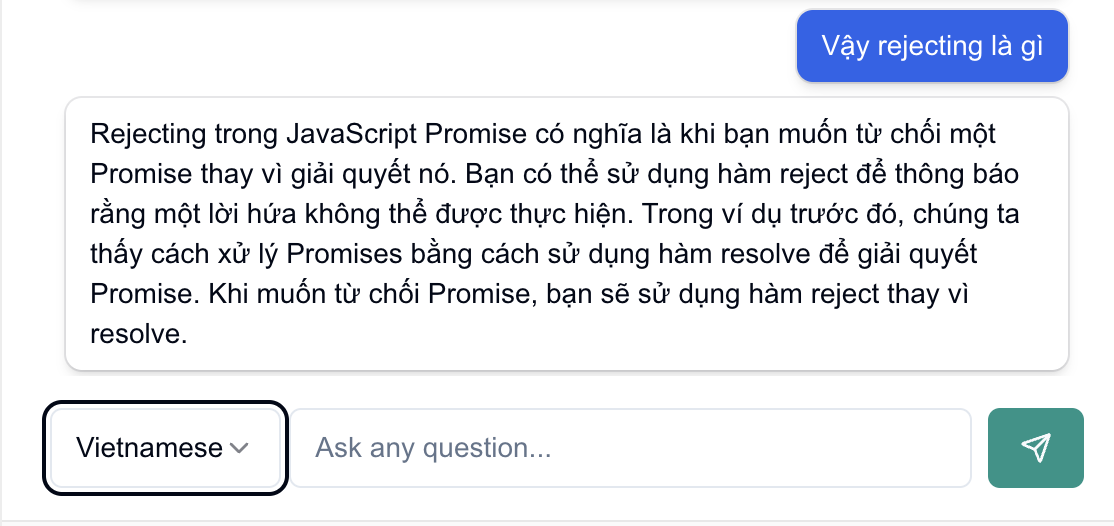 Vậy rejecting là gì
Rejecting trong JavaScript Promise có nghĩa là khi bạn muốn từ chối một
Promise thay vì giải quyết nó. Bạn có thể sử dụng hàm reject để thông báo
rằng một lời hứa không thể được thực hiện. Trong ví dụ trước đó, chúng ta
thấy cách xử lý Promises bằng cách sử dụng hàm resolve để giải quyết
Promise. Khi muốn từ chối Promise, bạn sẽ sử dụng hàm reject thay vì
resolve.
Vietnamese
Ask any question...